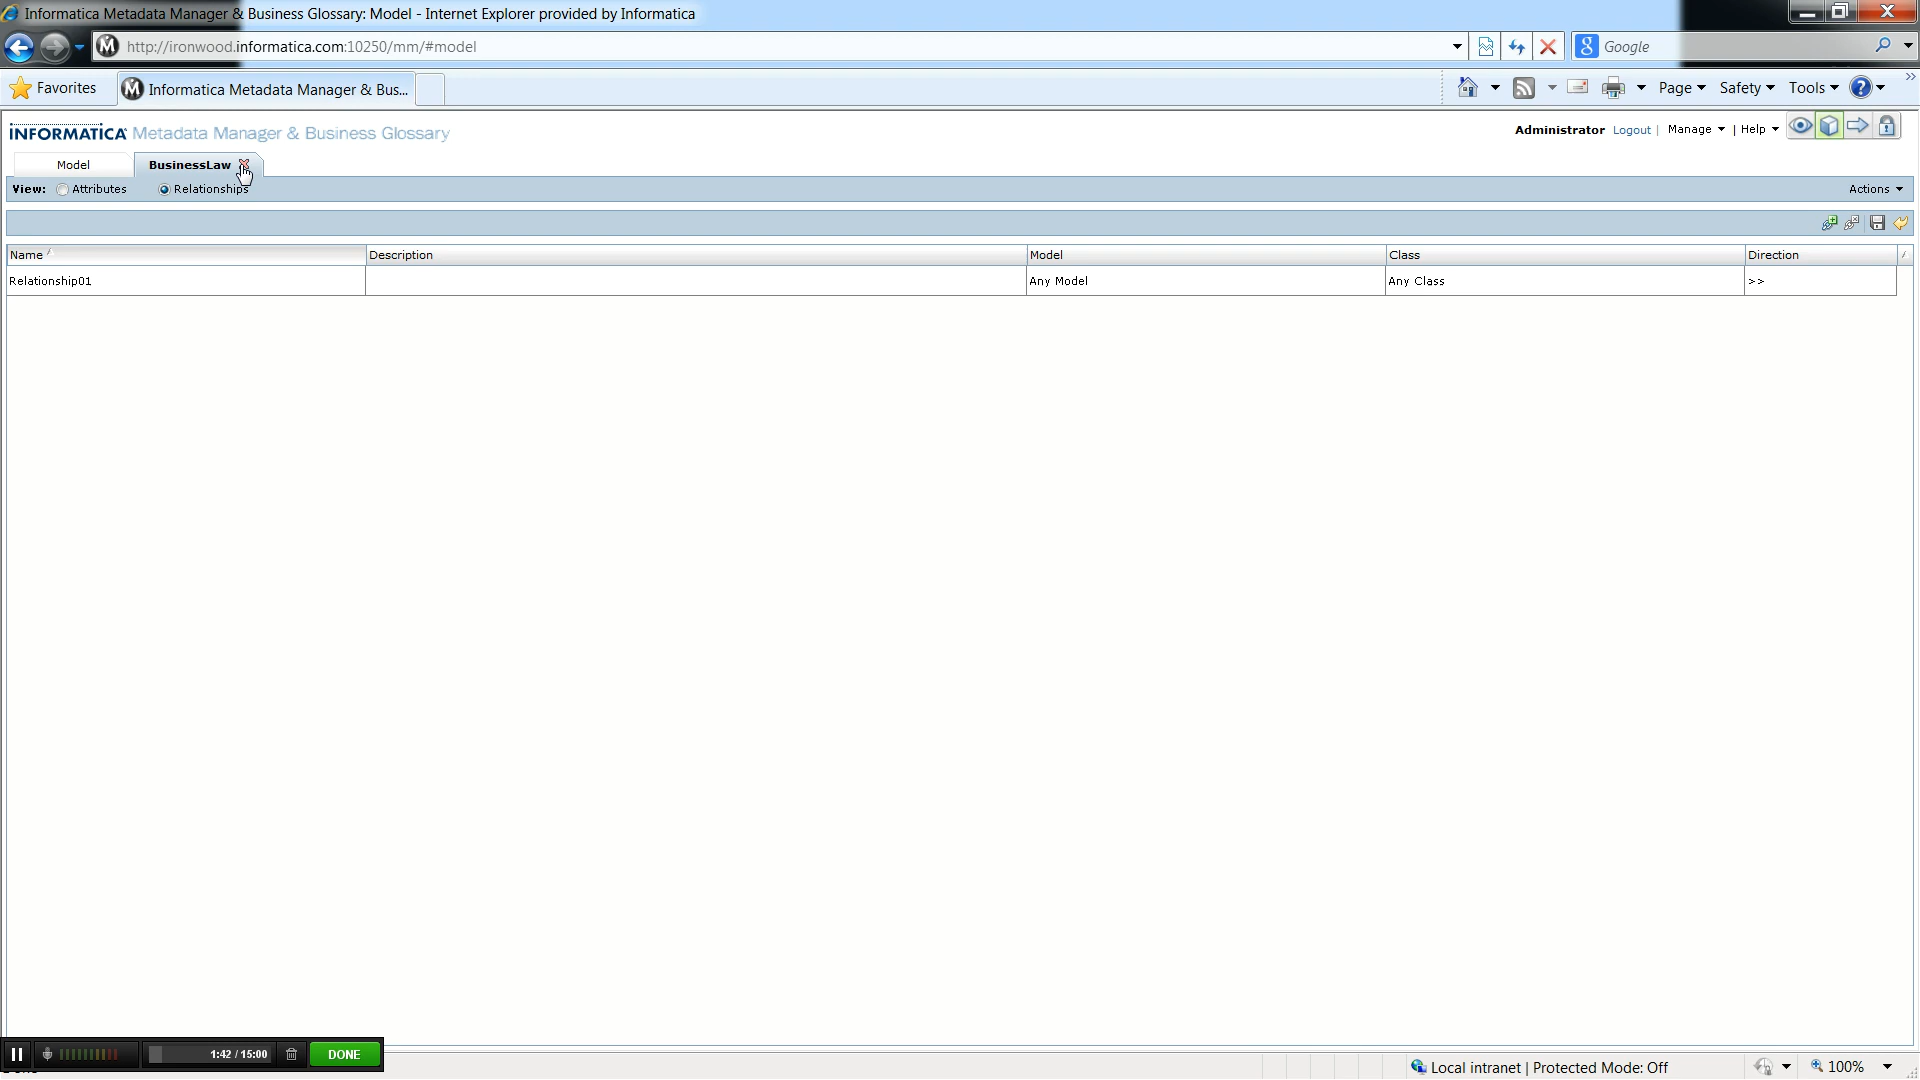 Informatica Metadata Manager & Business Glossary: Model - Internet Explorer provided by Informatica
http://ironwood.informatica.com:10250/mm/#model
Google
Favorites
Informatica Metadata Manager & Bus...
Page
Safety
Tools
INFORMATICA Metadata Manager & Business Glossary
Administrator Logout | Manage | Help
Model
BusinessLaw
View: Attributes Relationships
Actions
Name Description Model Class Direction
Relationship01 Any Model Any Class >>
1:42 / 15:00
DONE
Local intranet | Protected Mode: Off
100%